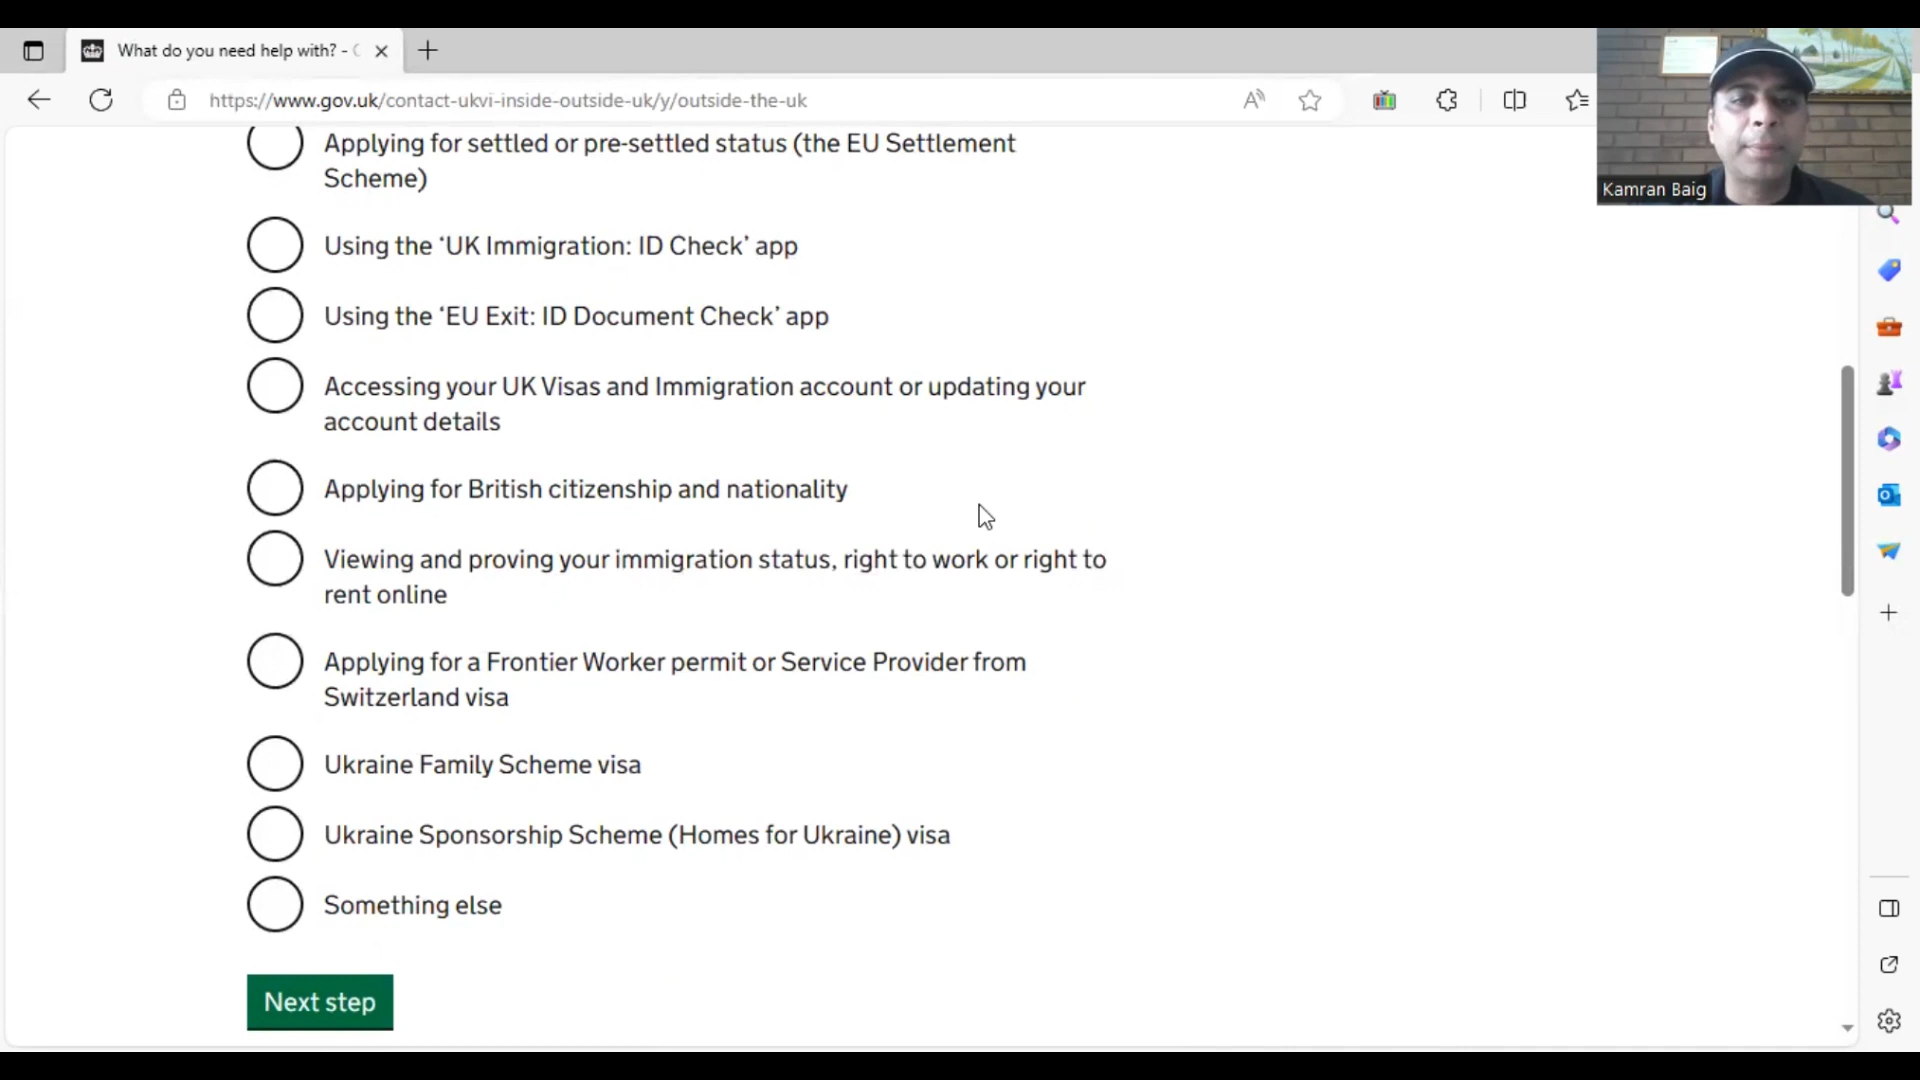 What do you need help with? -
https://www.gov.uk/contact-ukvi-inside-outside-uk/y/outside-the-uk
Kamran Baig
Applying for settled or pre-settled status (the EU Settlement
Scheme)
Using the ‘UK Immigration: ID Check’ app
Using the ‘EU Exit: ID Document Check’ app
Accessing your UK Visas and Immigration account or updating your
account details
Applying for British citizenship and nationality
Viewing and proving your immigration status, right to work or right to
rent online
Applying for a Frontier Worker permit or Service Provider from
Switzerland visa
Ukraine Family Scheme visa
Ukraine Sponsorship Scheme (Homes for Ukraine) visa
Something else
Next step